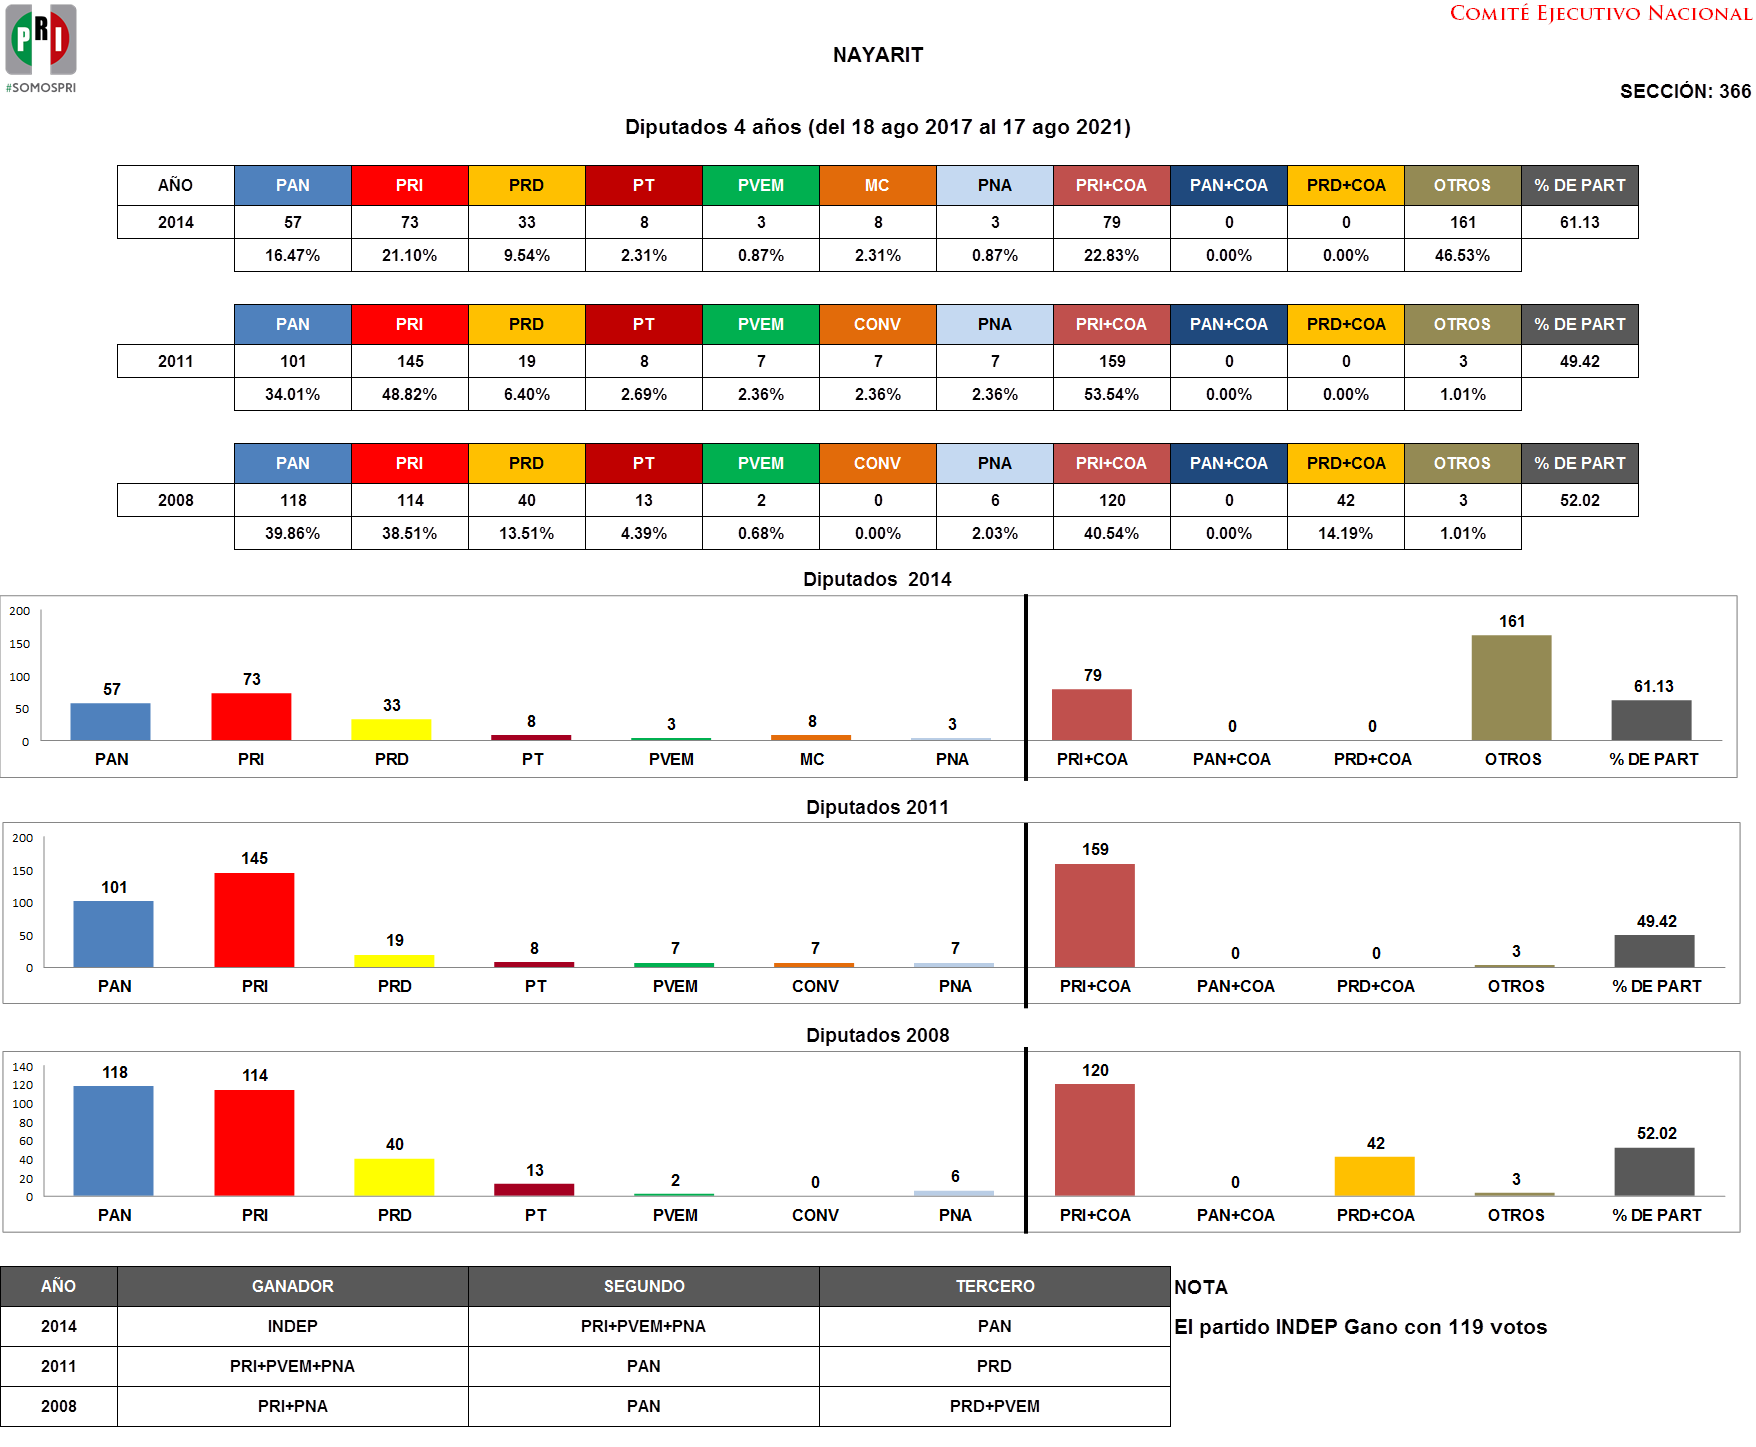 COMITÉ EJECUTIVO NACIONAL
PRI
#SOMOSPRI
NAYARIT
SECCIÓN: 366
Diputados 4 años (del 18 ago 2017 al 17 ago 2021)
AÑO PAN PRI PRD PT PVEM MC PNA PRI+COA PAN+COA PRD+COA OTROS % DE PART
2014 57 73 33 8 3 8 3 79 0 0 161 61.13
16.47% 21.10% 9.54% 2.31% 0.87% 2.31% 0.87% 22.83% 0.00% 0.00% 46.53%
PAN PRI PRD PT PVEM CONV PNA PRI+COA PAN+COA PRD+COA OTROS % DE PART
2011 101 145 19 8 7 7 7 159 0 0 3 49.42
34.01% 48.82% 6.40% 2.69% 2.36% 2.36% 2.36% 53.54% 0.00% 0.00% 1.01%
PAN PRI PRD PT PVEM CONV PNA PRI+COA PAN+COA PRD+COA OTROS % DE PART
2008 118 114 40 13 2 0 6 120 0 42 3 52.02
39.86% 38.51% 13.51% 4.39% 0.68% 0.00% 2.03% 40.54% 0.00% 14.19% 1.01%
Diputados 2014
200
150
100
50
0
57 73 33 8 3 8 3 79 0 0 161 61.13
PAN PRI PRD PT PVEM MC PNA PRI+COA PAN+COA PRD+COA OTROS % DE PART
Diputados 2011
200
150
100
50
0
101 145 19 8 7 7 7 159 0 0 3 49.42
PAN PRI PRD PT PVEM CONV PNA PRI+COA PAN+COA PRD+COA OTROS % DE PART
Diputados 2008
140
120
100
80
60
40
20
0
118 114 40 13 2 0 6 120 0 42 3 52.02
PAN PRI PRD PT PVEM CONV PNA PRI+COA PAN+COA PRD+COA OTROS % DE PART
AÑO GANADOR SEGUNDO TERCERO NOTA
2014 INDEP PRI+PVEM+PNA PAN El partido INDEP Gano con 119 votos
2011 PRI+PVEM+PNA PAN PRD
2008 PRI+PNA PAN PRD+PVEM